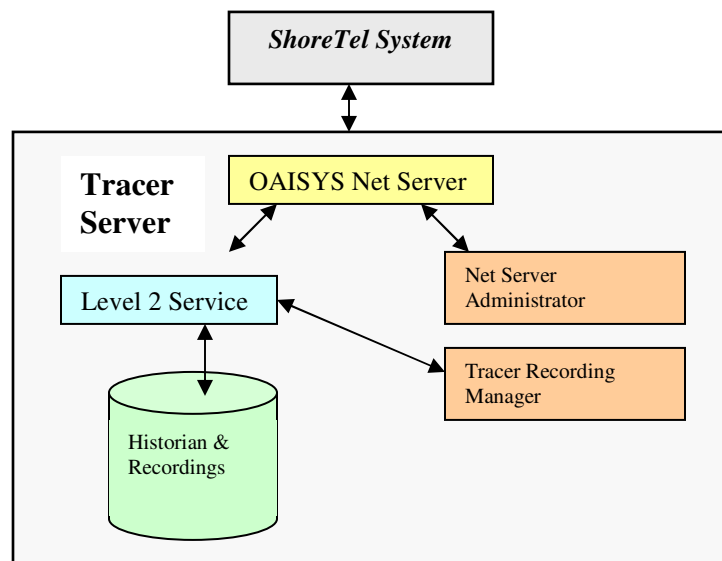 ShoreTel System
Tracer
Server
OAISYS Net Server
Level 2 Service
Net Server
Administrator
Tracer Recording
Manager
Historian &
Recordings